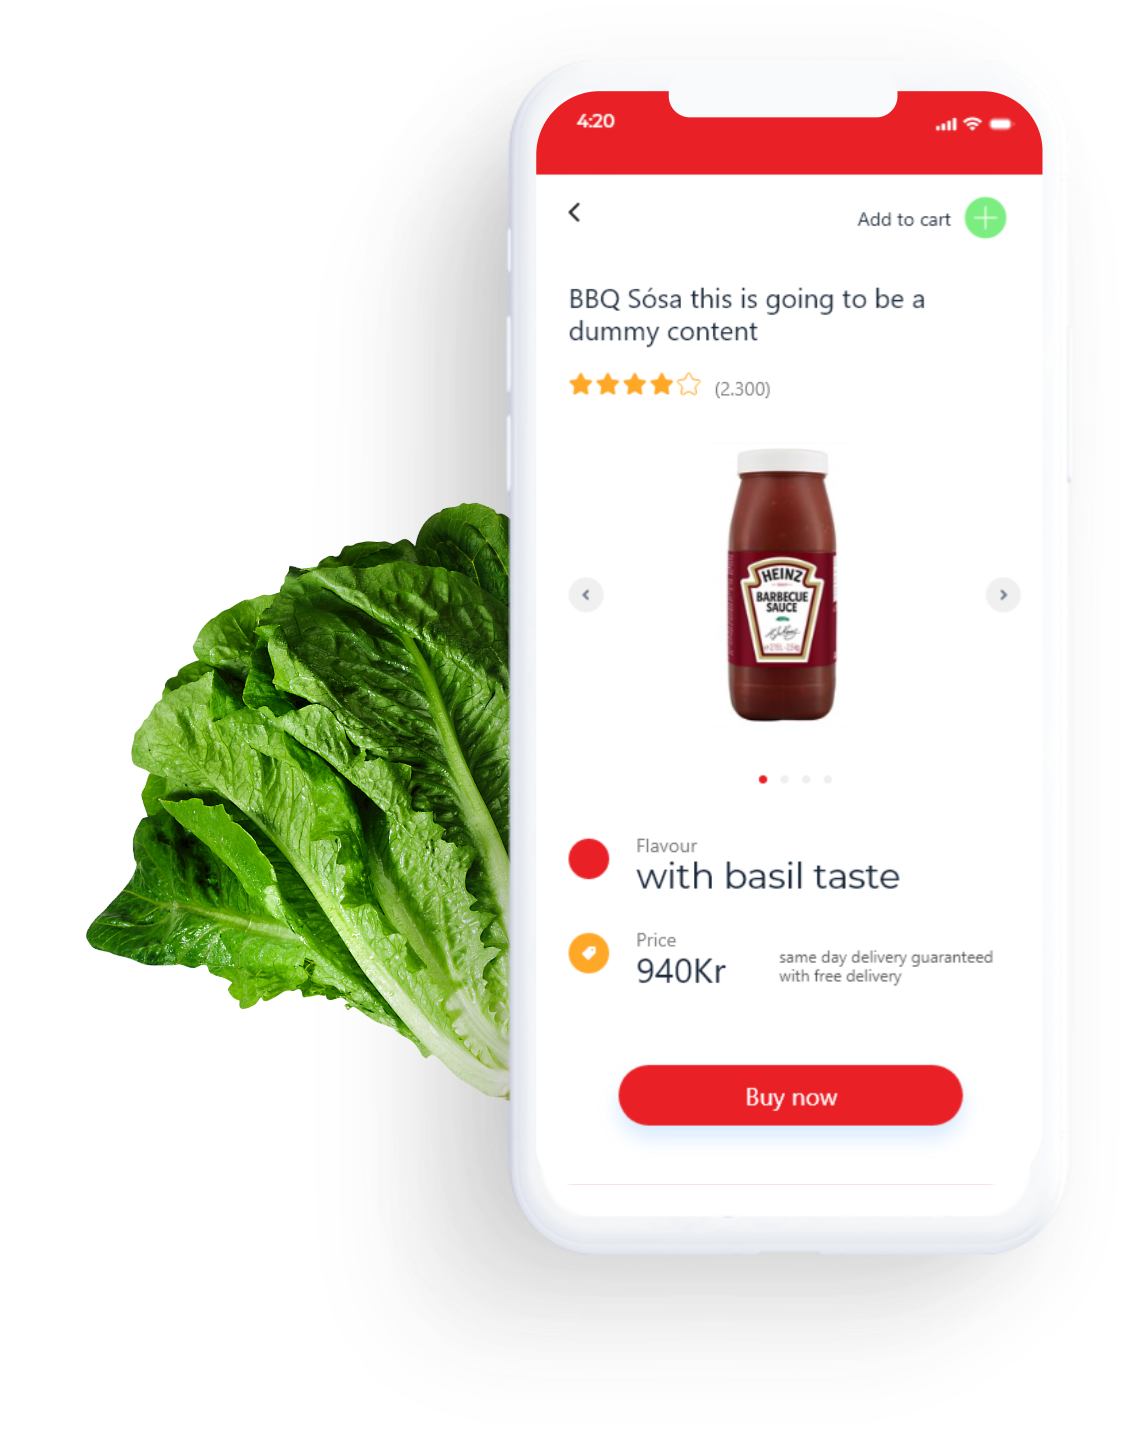 4:20
Add to cart
BBQ Sósa this is going to be a
dummy content
(2.300)
HEINZ
BARBECUE
SAUCE
Flavour
with basil taste
Price
940Kr
same day delivery guaranteed
with free delivery
Buy now